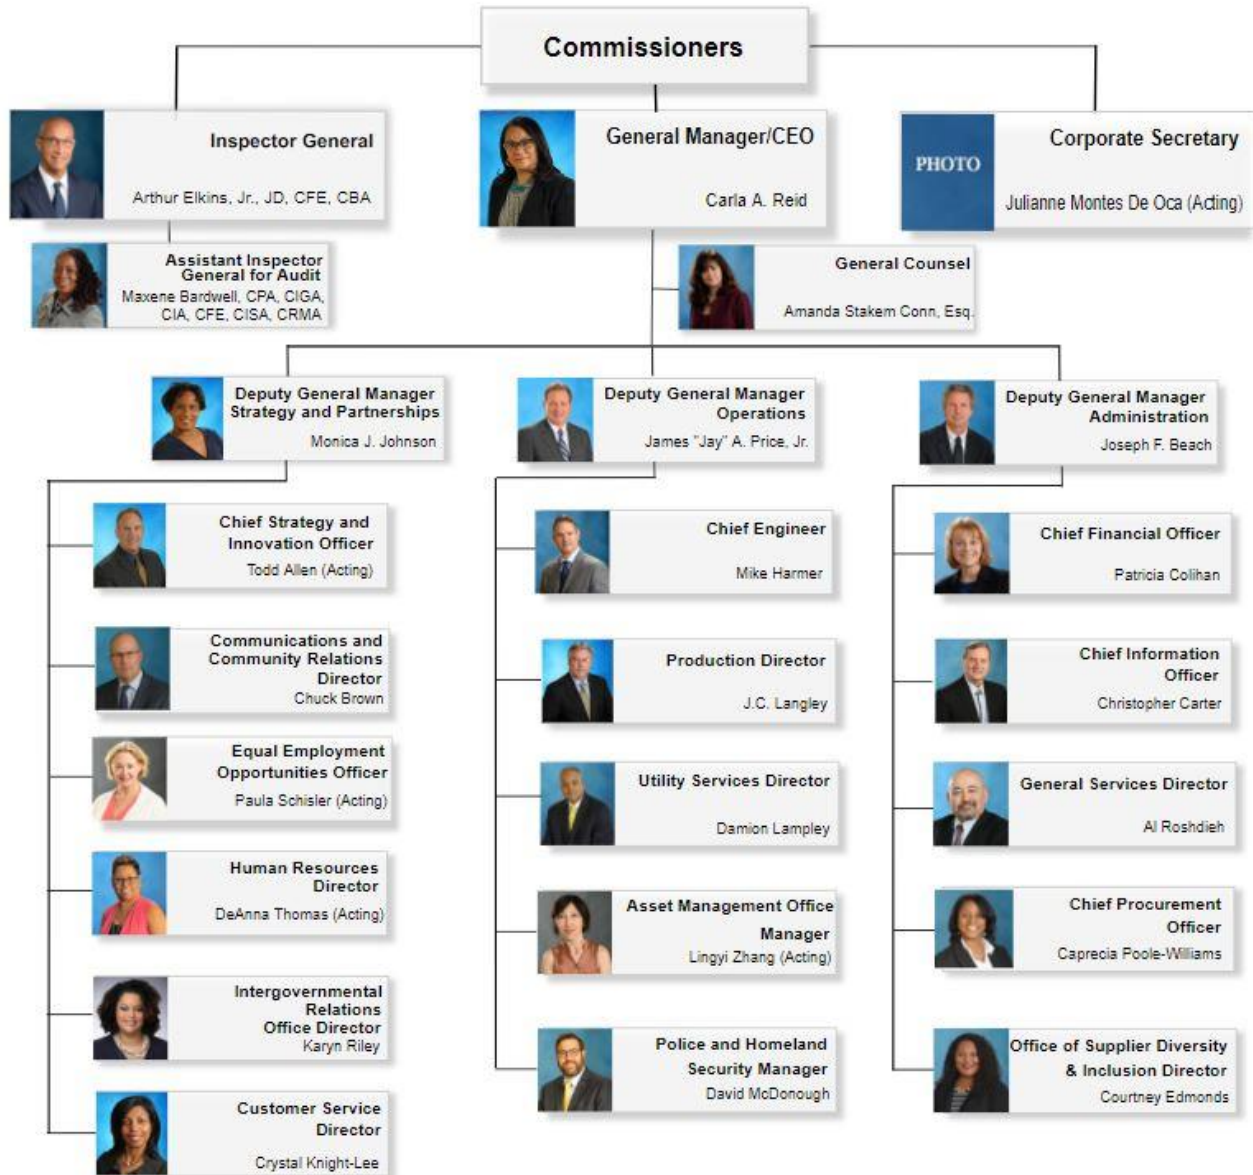 Commissioners
Inspector General
Arthur Elkins, Jr., JD, CFE, CBA
General Manager/CEO
Carla A. Reid
PHOTO
Corporate Secretary
Julianne Montes De Oca (Acting)
Assistant Inspector
General for Audit
Maxene Bardwell, CPA, CIGA,
CIA, CFE, CISA, CRMA
General Counsel
Amanda Stakem Conn, Esq.
Deputy General Manager
Strategy and Partnerships
Monica J. Johnson
Deputy General Manager
Operations
James "Jay" A. Price, Jr.
Deputy General Manager
Administration
Joseph F. Beach
Chief Strategy and
Innovation Officer
Todd Allen (Acting)
Communications and
Community Relations
Director
Chuck Brown
Equal Employment
Opportunities Officer
Paula Schisler (Acting)
Human Resources
Director
DeAnna Thomas (Acting)
Intergovernmental
Relations
Office Director
Karyn Riley
Customer Service
Director
Crystal Knight-Lee
Chief Engineer
Mike Harmer
Production Director
J.C. Langley
Utility Services Director
Damion Lampley
Asset Management Office
Manager
Lingyi Zhang (Acting)
Police and Homeland
Security Manager
David McDonough
Chief Financial Officer
Patricia Colihan
Chief Information
Officer
Christopher Carter
General Services Director
Al Roshdieh
Chief Procurement
Officer
Caprecia Poole-Williams
Office of Supplier Diversity
& Inclusion Director
Courtney Edmonds